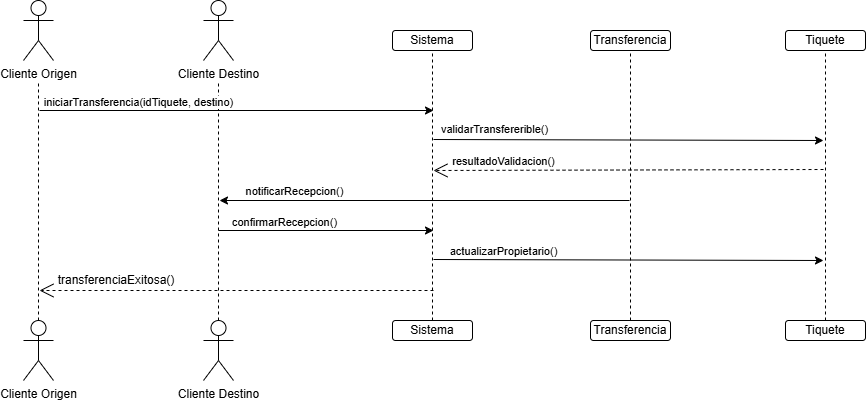 Cliente Origen
Cliente Destino
Sistema
Transferencia
Tiquete
iniciarTransferencia(idTiquete, destino)
validarTransfererible()
resultadoValidacion()
notificarRecepcion()
confirmarRecepcion()
actualizarPropietario()
transferenciaExitosa()
Sistema
Transferencia
Tiquete
Cliente Origen
Cliente Destino